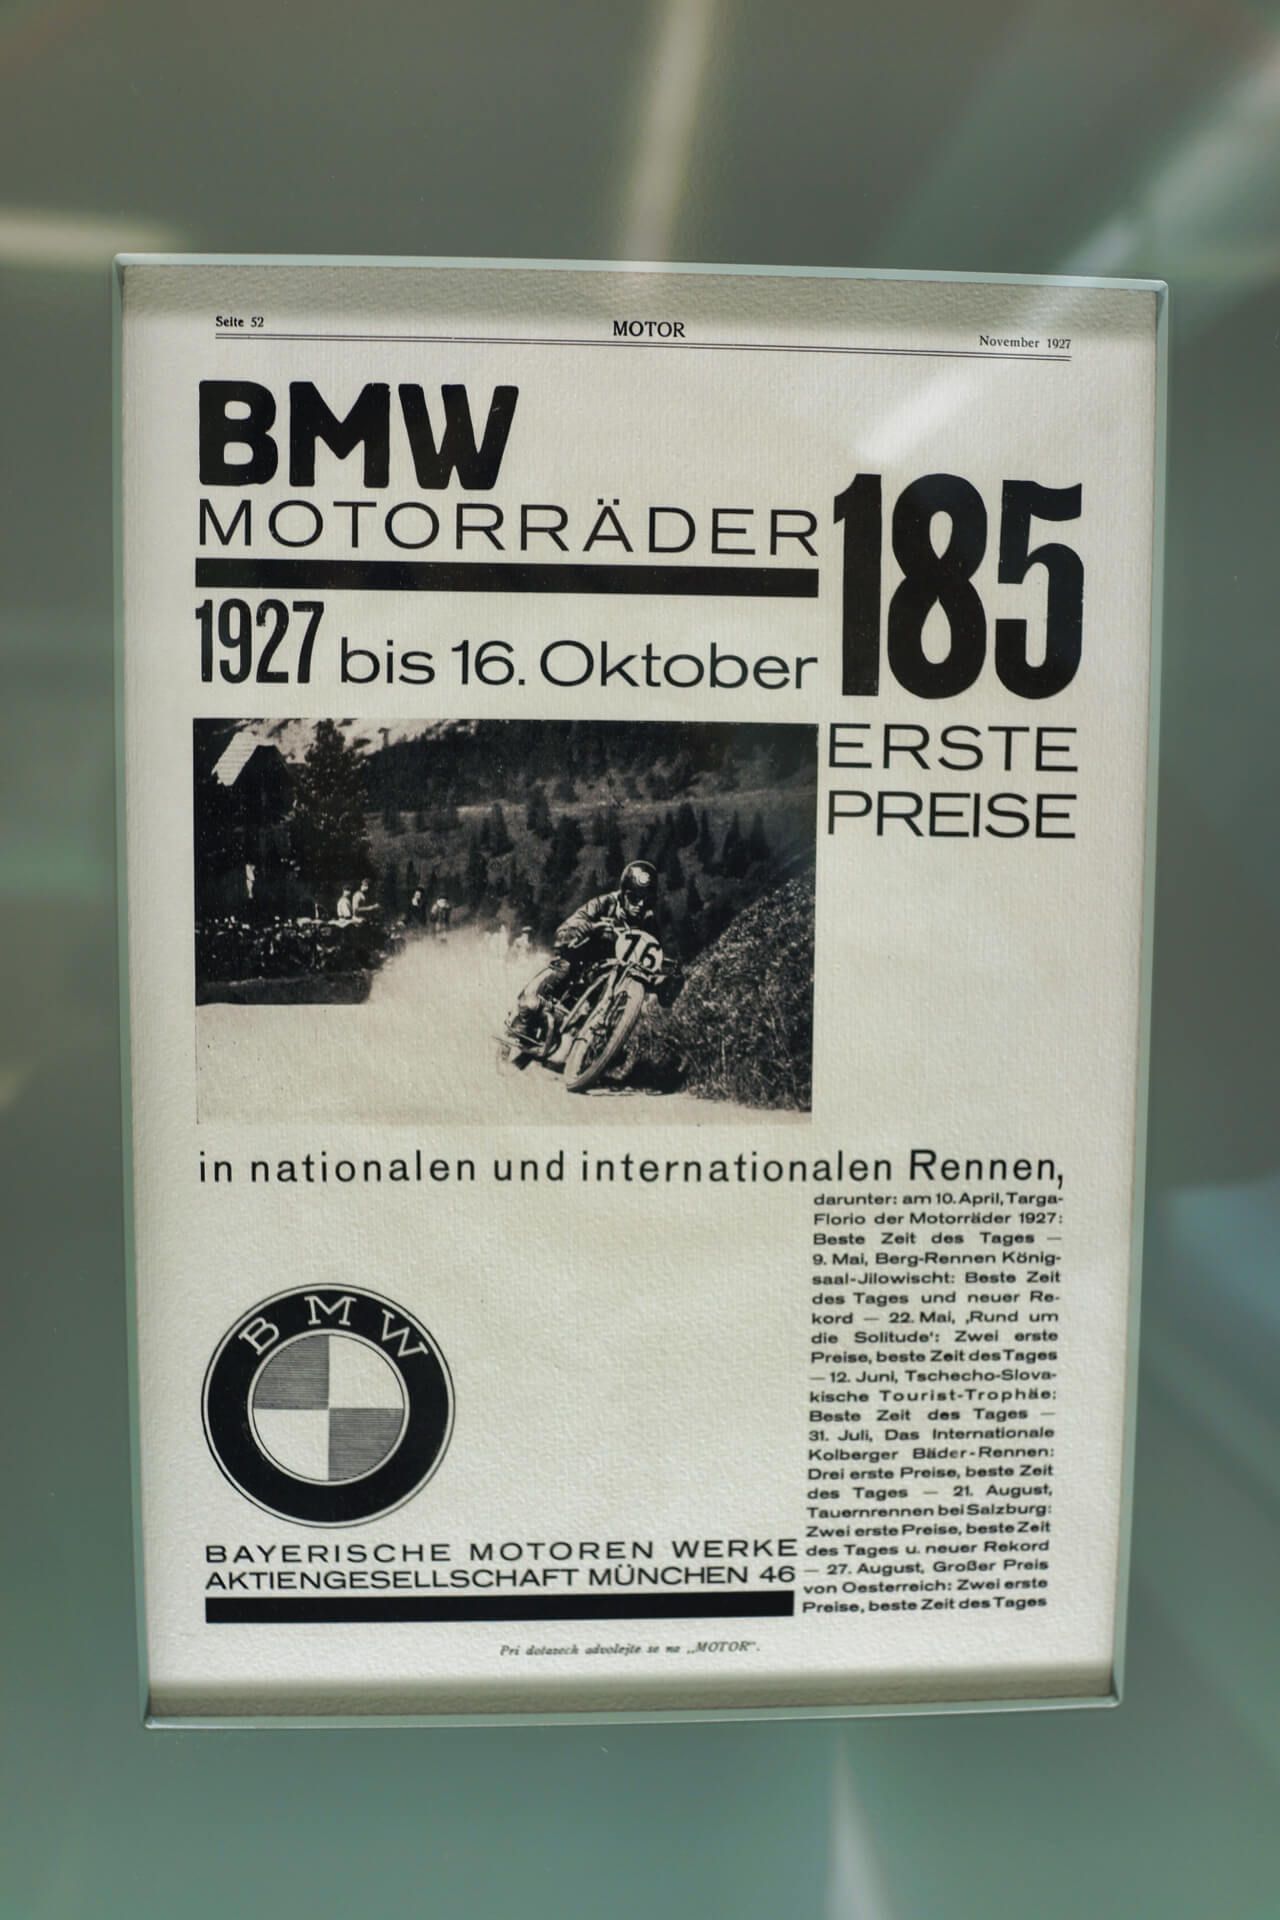 Seite 52
MOTOR
November 1927
BMW
MOTORRÄDER
1927 bis 16. Oktober
185
ERSTE
PREISE
76
in nationalen und internationalen Rennen,
darunter: am 10. April, Targa-
Florio der Motorräder 1927:
Beste Zeit des Tages —
9. Mai, Berg-Rennen König-
saal-Jilowischt: Beste Zeit
des Tages und neuer Re-
kord — 22. Mai, ‚Rund um
die Solitude‘: Zwei erste
Preise, beste Zeit des Tages
— 12. Juni, Tschecho-Slova-
kische Tourist-Trophäe:
Beste Zeit des Tages —
31. Juli, Das Internationale
Kolberger Bäder-Rennen:
Drei erste Preise, beste Zeit
des Tages — 21. August,
Tauernrennen bei Salzburg:
Zwei erste Preise, beste Zeit
des Tages u. neuer Rekord
— 27. August, Großer Preis
von Oesterreich: Zwei erste
Preise, beste Zeit des Tages
BMW
BAYERISCHE MOTOREN WERKE
AKTIENGESELLSCHAFT MÜNCHEN 46
Pri dotazech odvolejte se na „MOTOR“.